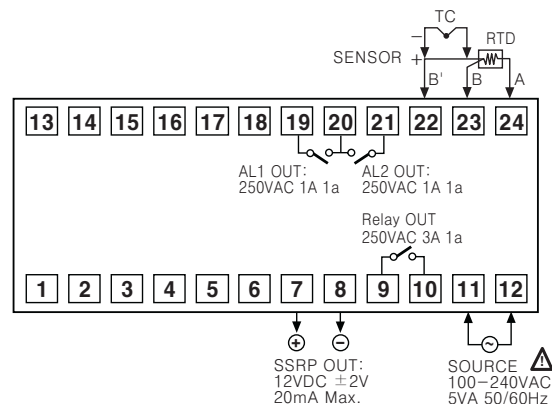 TC
RTD
− 
SENSOR +
B' B A
13 14 15 16 17 18 19 20 21 22 23 24
AL1 OUT:
250VAC 1A 1a
AL2 OUT:
250VAC 1A 1a
Relay OUT
250VAC 3A 1a
1 2 3 4 5 6 7 8 9 10 11 12
+ −
SSRP OUT:
12VDC ±2V
20mA Max.
SOURCE
100−240VAC
5VA 50/60Hz